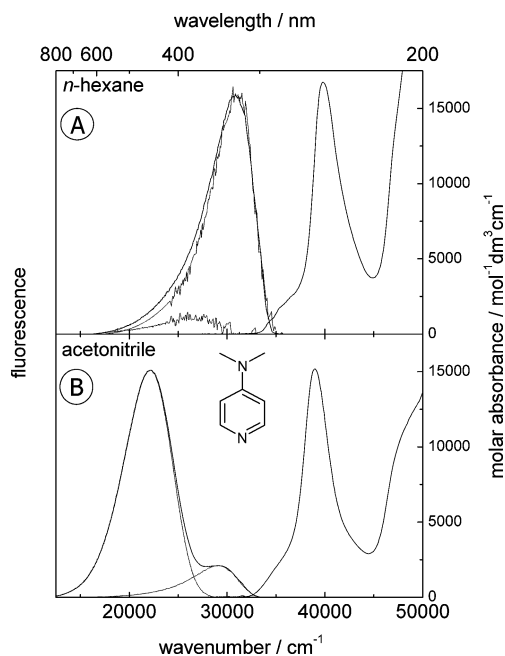 wavelength / nm
800 600 400 200
n-hexane
A
15000
10000
5000
0
fluorescence
molar absorbance / mol⁻¹dm³cm⁻¹
acetonitrile
B
N
N
15000
10000
5000
0
20000 30000 40000 50000
wavenumber / cm⁻¹